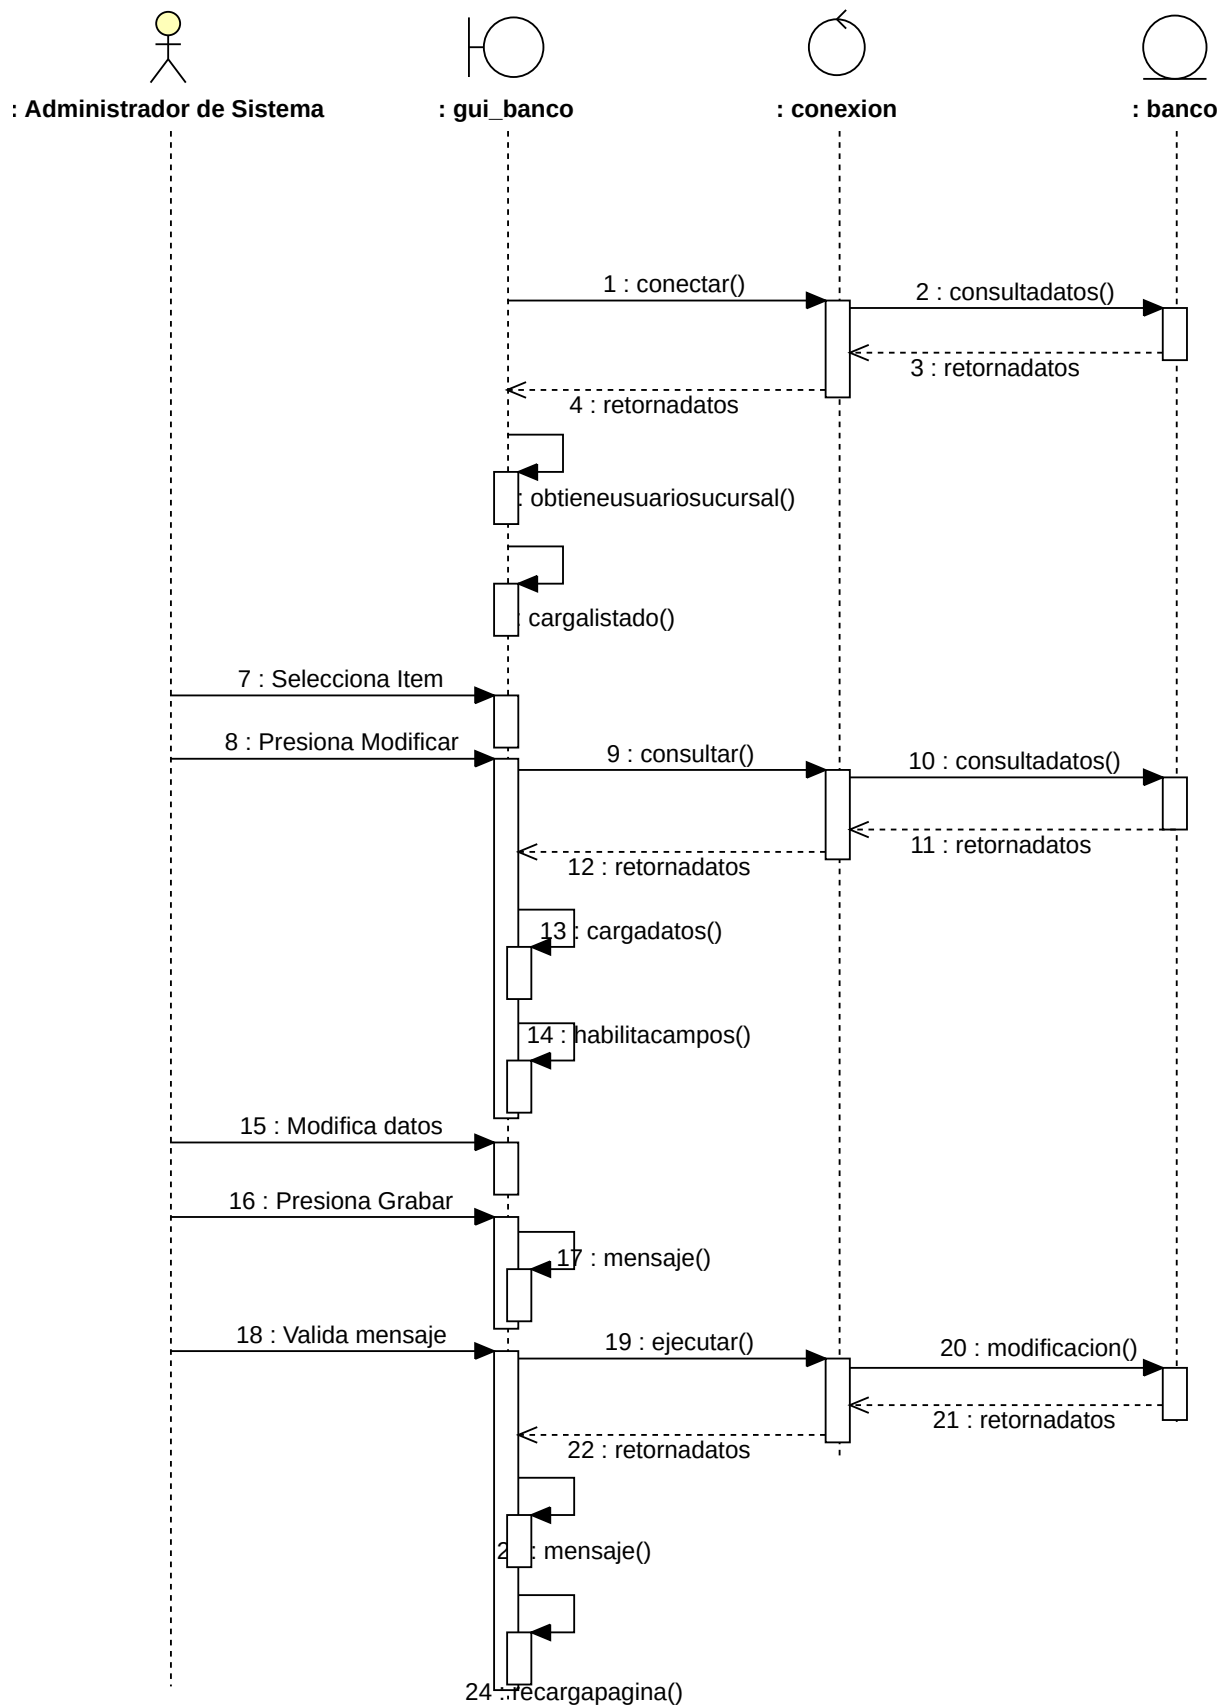 : Administrador de Sistema
: gui_banco
: conexion
: banco
1 : conectar()
2 : consultadatos()
3 : retornadatos
4 : retornadatos
: obtieneusuariosucursal()
: cargalistado()
7 : Selecciona Item
8 : Presiona Modificar
9 : consultar()
10 : consultadatos()
11 : retornadatos
12 : retornadatos
13 : cargadatos()
14 : habilitacampos()
15 : Modifica datos
16 : Presiona Grabar
17 : mensaje()
18 : Valida mensaje
19 : ejecutar()
20 : modificacion()
21 : retornadatos
22 : retornadatos
2 : mensaje()
24 : recargapagina()